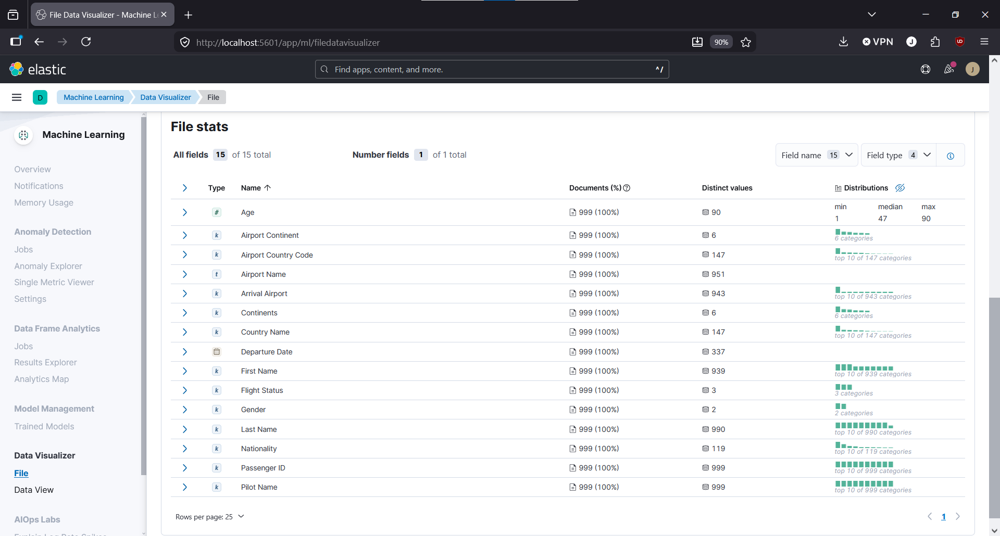 File Data Visualizer - Machine Le
http://localhost:5601/app/ml/filedatavisualizer
90%
VPN
J
elastic
Find apps, content, and more.
^/
J
D
Machine Learning
Data Visualizer
File
Machine Learning
Overview
Notifications
Memory Usage
Anomaly Detection
Jobs
Anomaly Explorer
Single Metric Viewer
Settings
Data Frame Analytics
Jobs
Results Explorer
Analytics Map
Model Management
Trained Models
Data Visualizer
File
Data View
AIOps Labs
Explain Log Rate Spikes
File stats
All fields 15 of 15 total
Number fields 1 of 1 total
Field name 15
Field type 4
Type Name Documents (%) Distinct values Distributions
# Age 999 (100%) 90 min median max
1 47 90
k Airport Continent 999 (100%) 6
6 categories
k Airport Country Code 999 (100%) 147
top 10 of 147 categories
t Airport Name 999 (100%) 951
k Arrival Airport 999 (100%) 943
top 10 of 943 categories
k Continents 999 (100%) 6
6 categories
k Country Name 999 (100%) 147
top 10 of 147 categories
Departure Date 999 (100%) 337
k First Name 999 (100%) 939
top 10 of 939 categories
k Flight Status 999 (100%) 3
3 categories
k Gender 999 (100%) 2
2 categories
k Last Name 999 (100%) 990
top 10 of 990 categories
k Nationality 999 (100%) 119
top 10 of 119 categories
k Passenger ID 999 (100%) 999
top 10 of 999 categories
k Pilot Name 999 (100%) 999
top 10 of 999 categories
Rows per page: 25
1